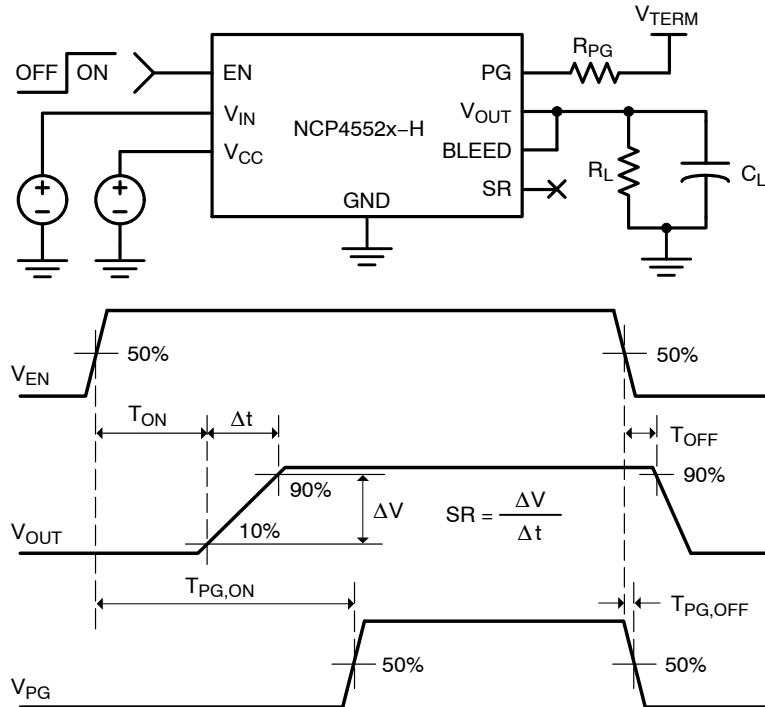 V_TERM
R_PG
OFF ON
EN
PG
V_IN
V_OUT
NCP4552x−H
V_CC
BLEED
R_L
C_L
SR
GND
+
−
+
−
50%
50%
V_EN
T_ON
Δt
T_OFF
90%
90%
ΔV
SR = ΔV / Δt
10%
V_OUT
T_PG,ON
T_PG,OFF
50%
50%
V_PG